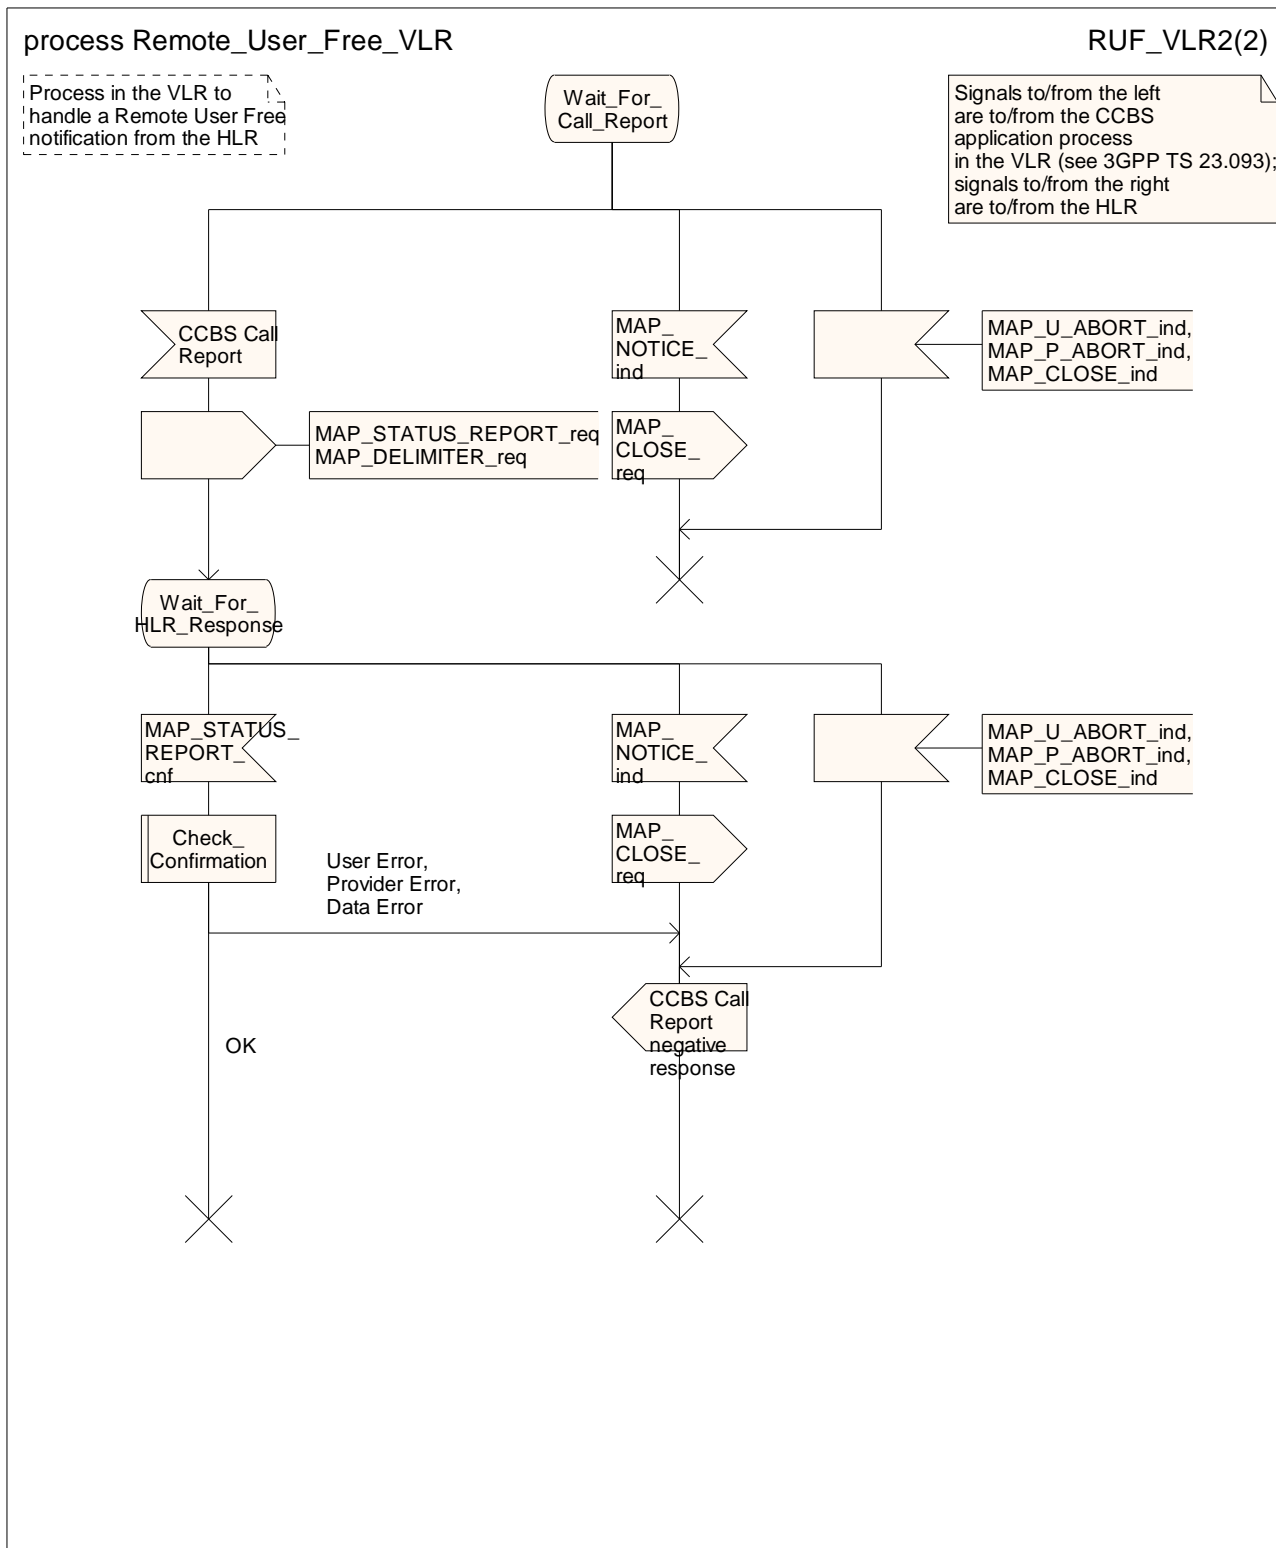 process Remote_User_Free_VLR
RUF_VLR2(2)
Process in the VLR to
handle a Remote User Free
notification from the HLR
Wait_For_
Call_Report
Signals to/from the left
are to/from the CCBS
application process
in the VLR (see 3GPP TS 23.093);
signals to/from the right
are to/from the HLR
CCBS Call
Report
MAP_
NOTICE_
ind
MAP_U_ABORT_ind,
MAP_P_ABORT_ind,
MAP_CLOSE_ind
MAP_STATUS_REPORT_req
MAP_DELIMITER_req
MAP_
CLOSE_
req
Wait_For_
HLR_Response
MAP_STATUS_
REPORT_
cnf
MAP_
NOTICE_
ind
MAP_U_ABORT_ind,
MAP_P_ABORT_ind,
MAP_CLOSE_ind
Check_
Confirmation
User Error,
Provider Error,
Data Error
MAP_
CLOSE_
req
CCBS Call
Report
negative
response
OK